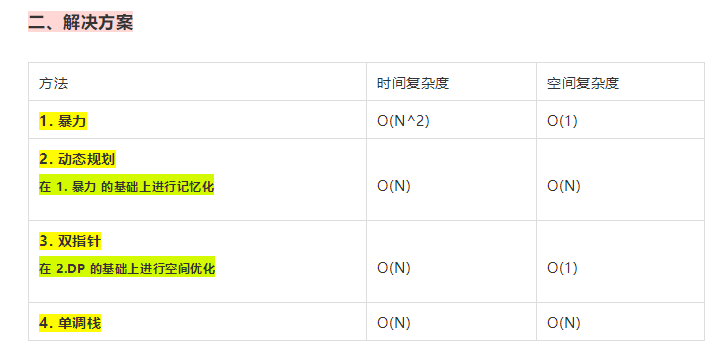 二、解决方案
方法 时间复杂度 空间复杂度
1. 暴力 O(N^2) O(1)
2. 动态规划
在 1. 暴力 的基础上进行记忆化 O(N) O(N)
3. 双指针
在 2.DP 的基础上进行空间优化 O(N) O(1)
4. 单调栈 O(N) O(N)